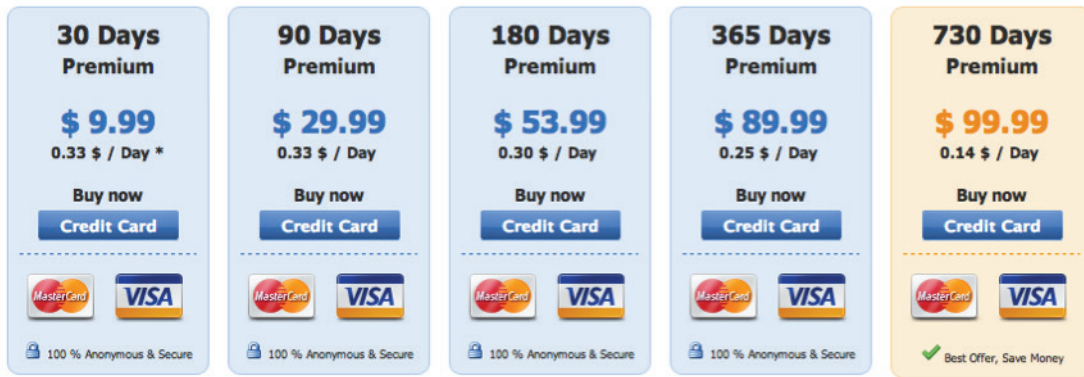 30 Days
Premium
$ 9.99
0.33 $ / Day *
Buy now
Credit Card
MasterCard
VISA
100 % Anonymous & Secure
90 Days
Premium
$ 29.99
0.33 $ / Day
Buy now
Credit Card
MasterCard
VISA
100 % Anonymous & Secure
180 Days
Premium
$ 53.99
0.30 $ / Day
Buy now
Credit Card
MasterCard
VISA
100 % Anonymous & Secure
365 Days
Premium
$ 89.99
0.25 $ / Day
Buy now
Credit Card
MasterCard
VISA
100 % Anonymous & Secure
730 Days
Premium
$ 99.99
0.14 $ / Day
Buy now
Credit Card
MasterCard
VISA
Best Offer, Save Money